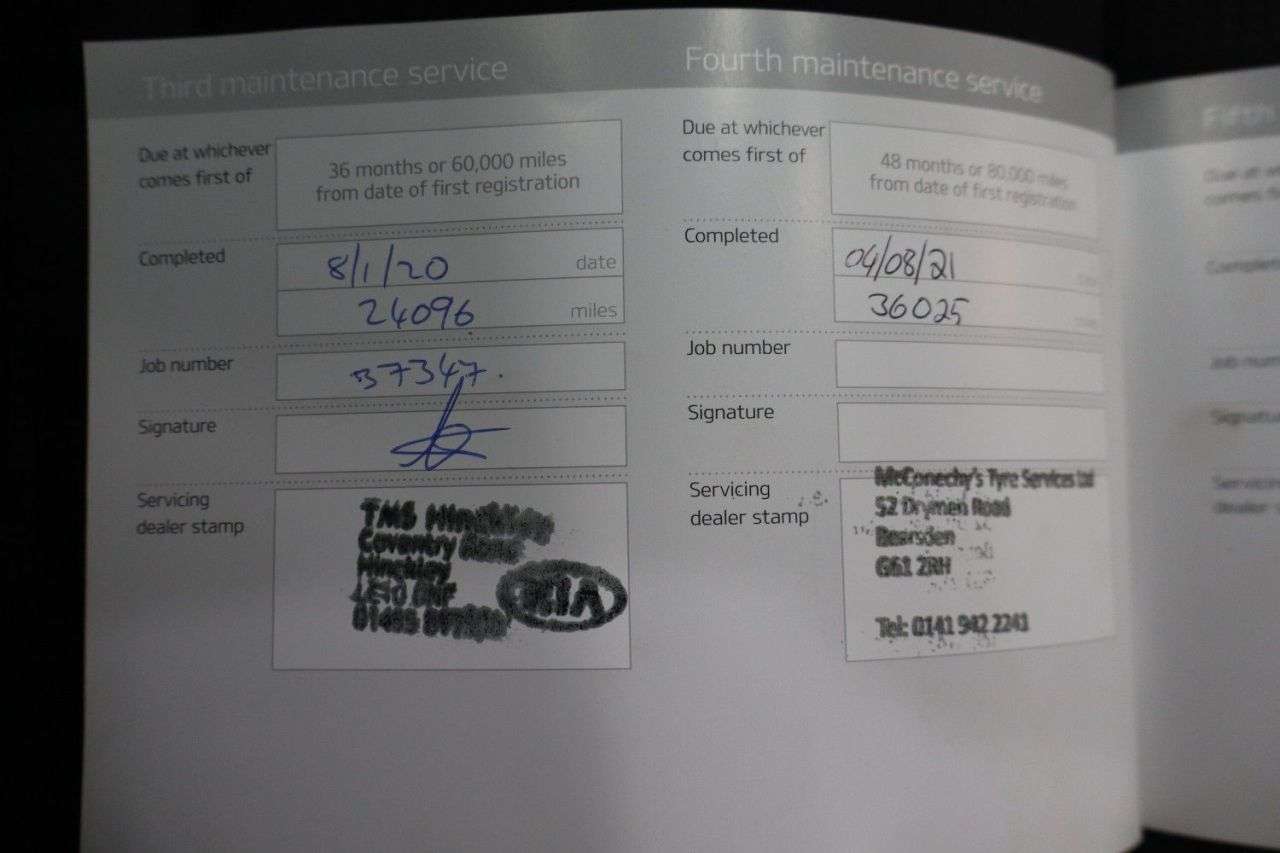 Third maintenance service
Due at whichever
comes first of
36 months or 60,000 miles
from date of first registration
Completed
8/1/20
date
24096
miles
Job number
37347
Signature
Servicing
dealer stamp
TMS Hinckley
Coventry Road
Hinckley
LE10
01455
KIA
Fourth maintenance service
Due at whichever
comes first of
48 months or 80,000 miles
from date of first registration
Completed
04/08/21
36025
Job number
Signature
Servicing
dealer stamp
McConechy's Tyre Services Ltd
52 Drymen Road
Bearsden
G61 2RH
Tel: 0141 942 2241
Fifth